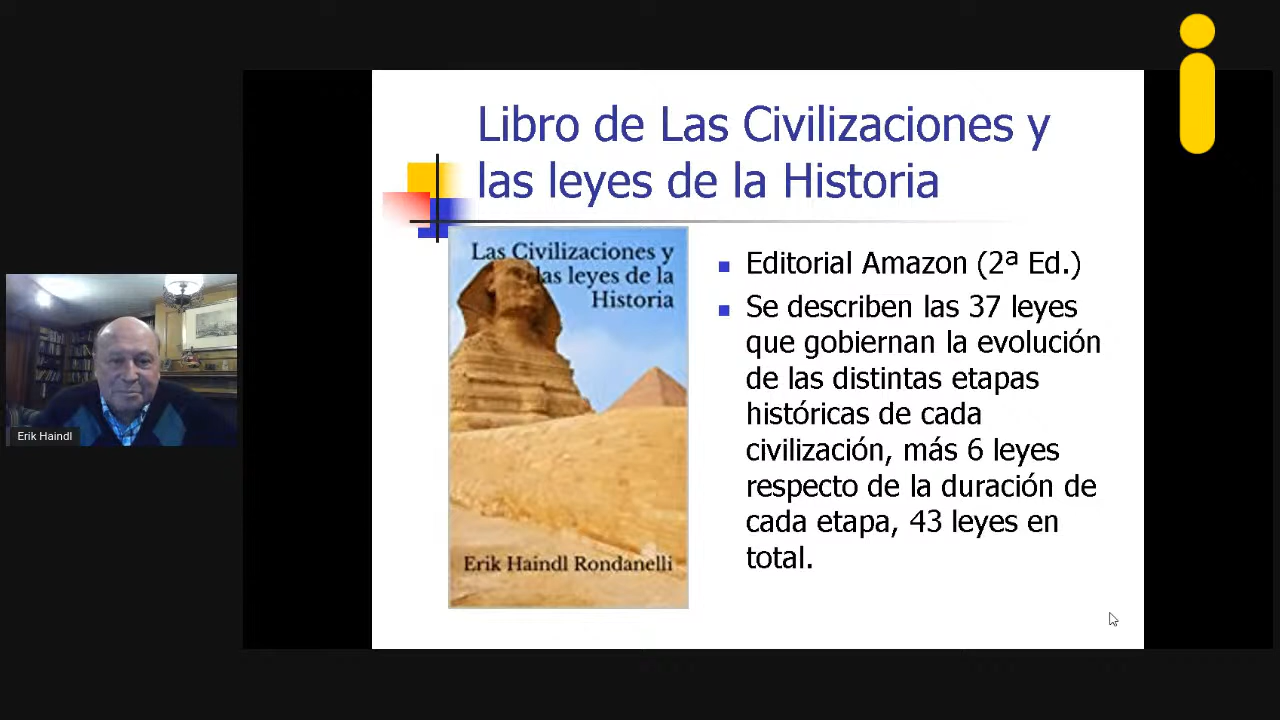 Libro de Las Civilizaciones y
las leyes de la Historia
Las Civilizaciones y
las leyes de la
Historia
Erik Haindl Rondanelli
Editorial Amazon (2ª Ed.)
Se describen las 37 leyes
que gobiernan la evolución
de las distintas etapas
históricas de cada
civilización, más 6 leyes
respecto de la duración de
cada etapa, 43 leyes en
total.
Erik Haindl